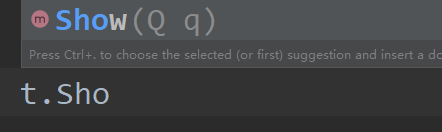 m Show(Q q)
Press Ctrl+. to choose the selected (or first) suggestion and insert a do
t.Sho